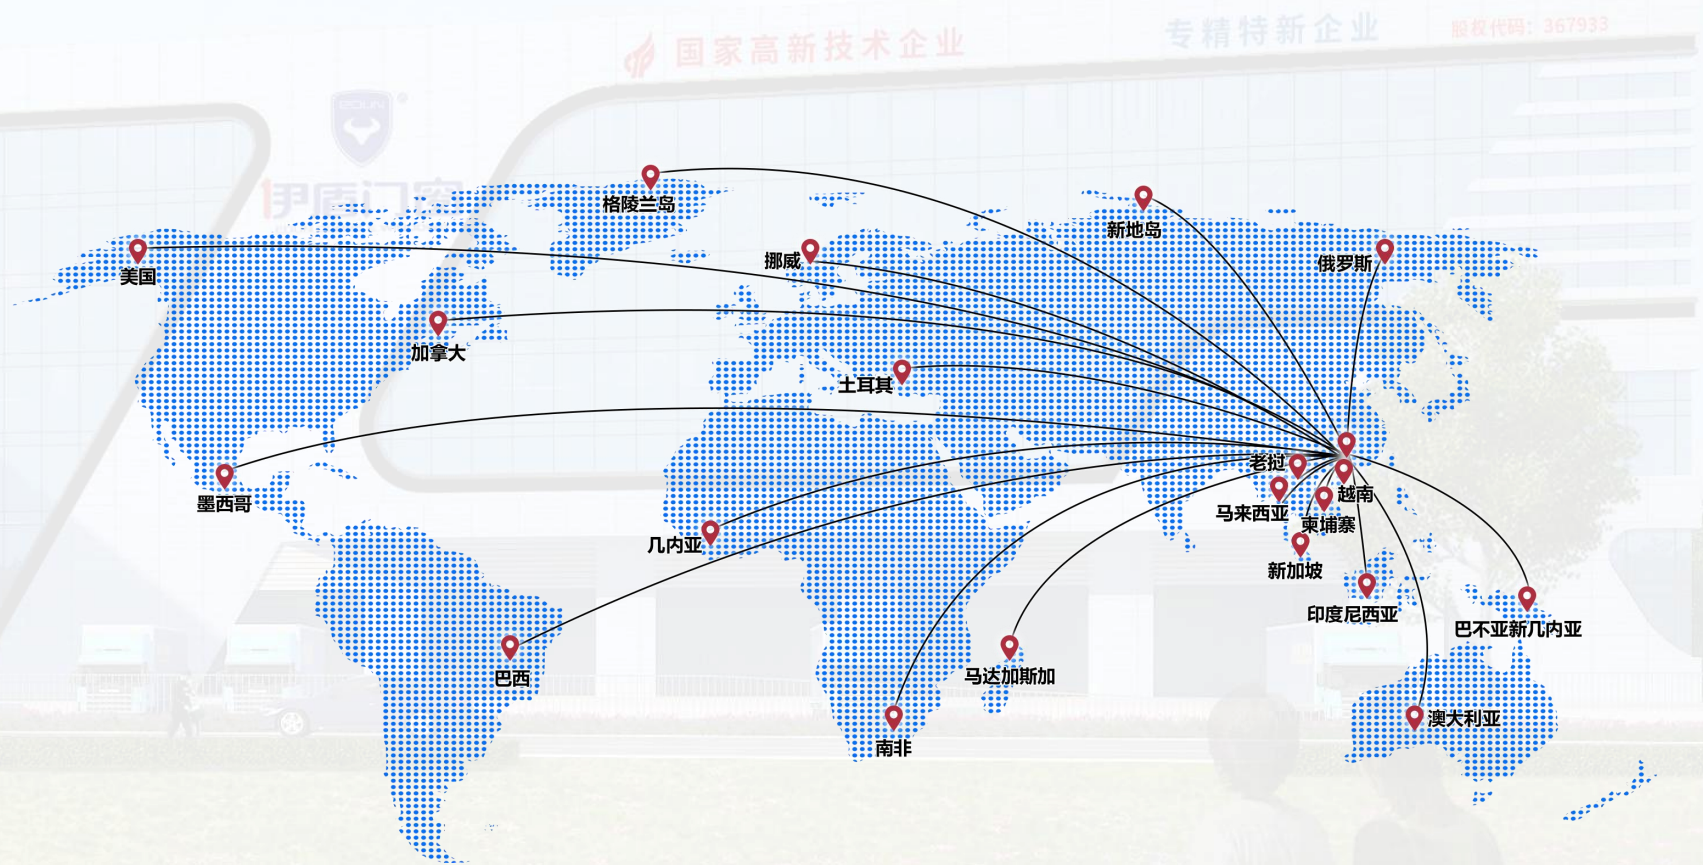 国家高新技术企业
专精特新企业
股权代码：367933
EDUN
®
伊盾门窗
格陵兰岛
新地岛
美国
挪威
俄罗斯
加拿大
土耳其
老挝
墨西哥
越南
马来西亚
柬埔寨
几内亚
新加坡
印度尼西亚
巴不亚新几内亚
巴西
马达加斯加
澳大利亚
南非